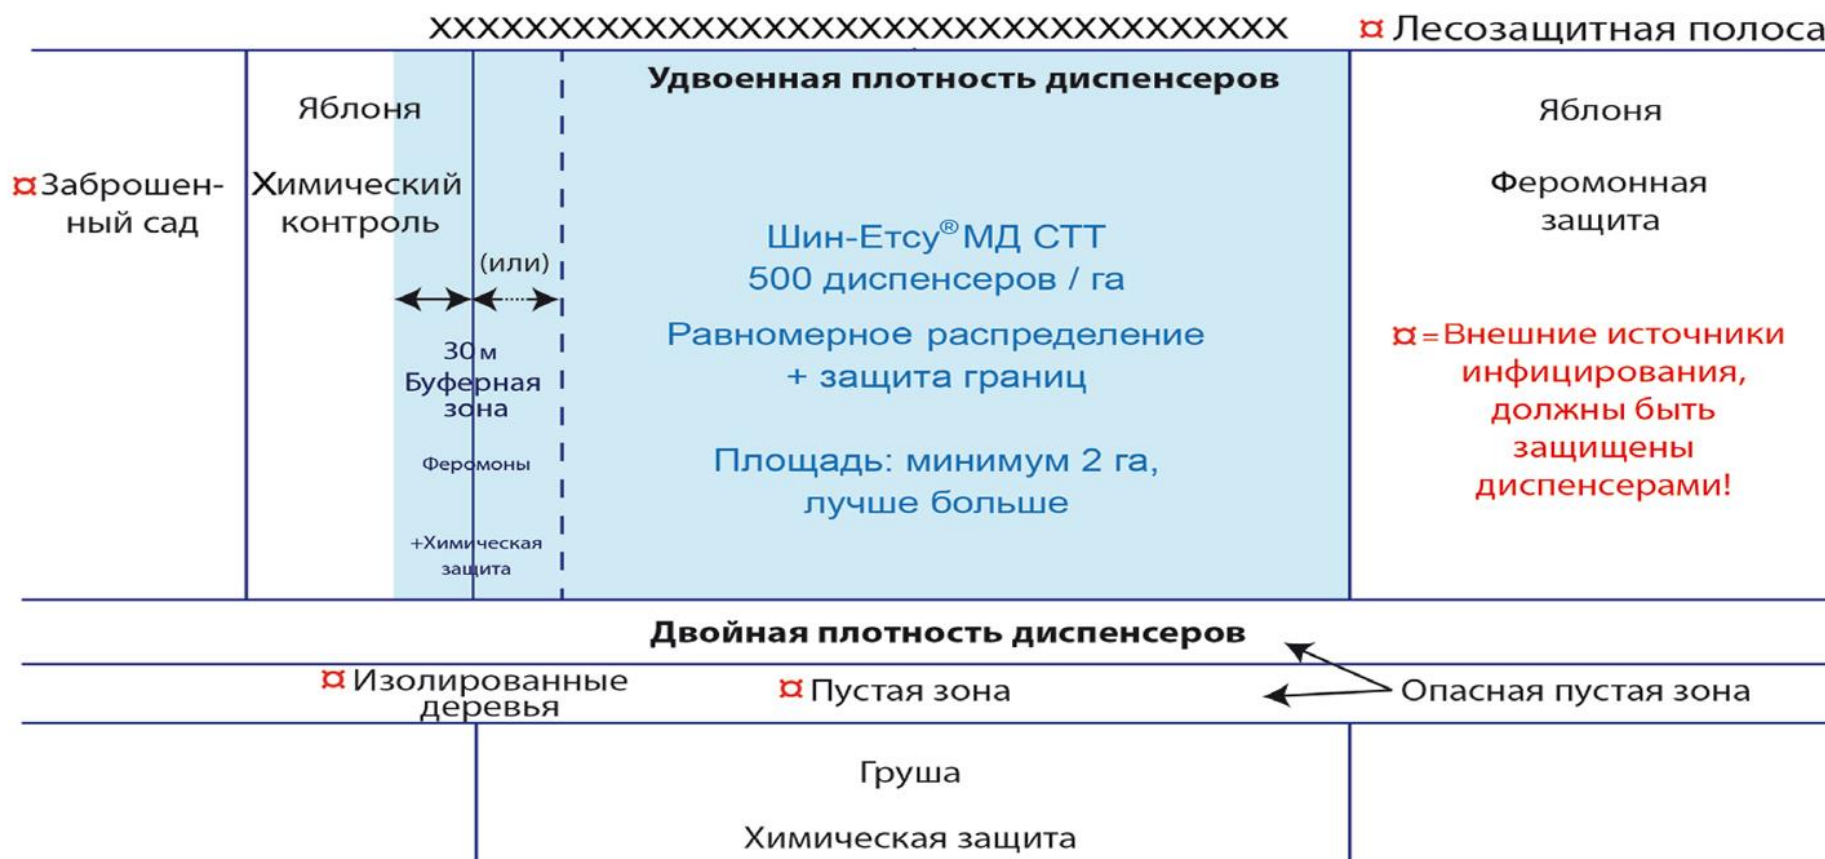 XXXXXXXXXXXXXXXXXXXXXXXXXXXXXXXXXXXX
¤ Лесозащитная полоса
Удвоенная плотность диспенсеров
¤ Заброшен-
ный сад
Яблоня
Химический
контроль
(или)
30 м
Буферная
зона
Феромоны
+Химическая
защита
Шин-Етсу® МД СТТ
500 диспенсеров / га
Равномерное распределение
+ защита границ
Площадь: минимум 2 га,
лучше больше
Яблоня
Феромонная
защита
¤=Внешние источники
инфицирования,
должны быть
защищены
диспенсерами!
Двойная плотность диспенсеров
¤ Изолированные
деревья
¤ Пустая зона
Опасная пустая зона
Груша
Химическая защита